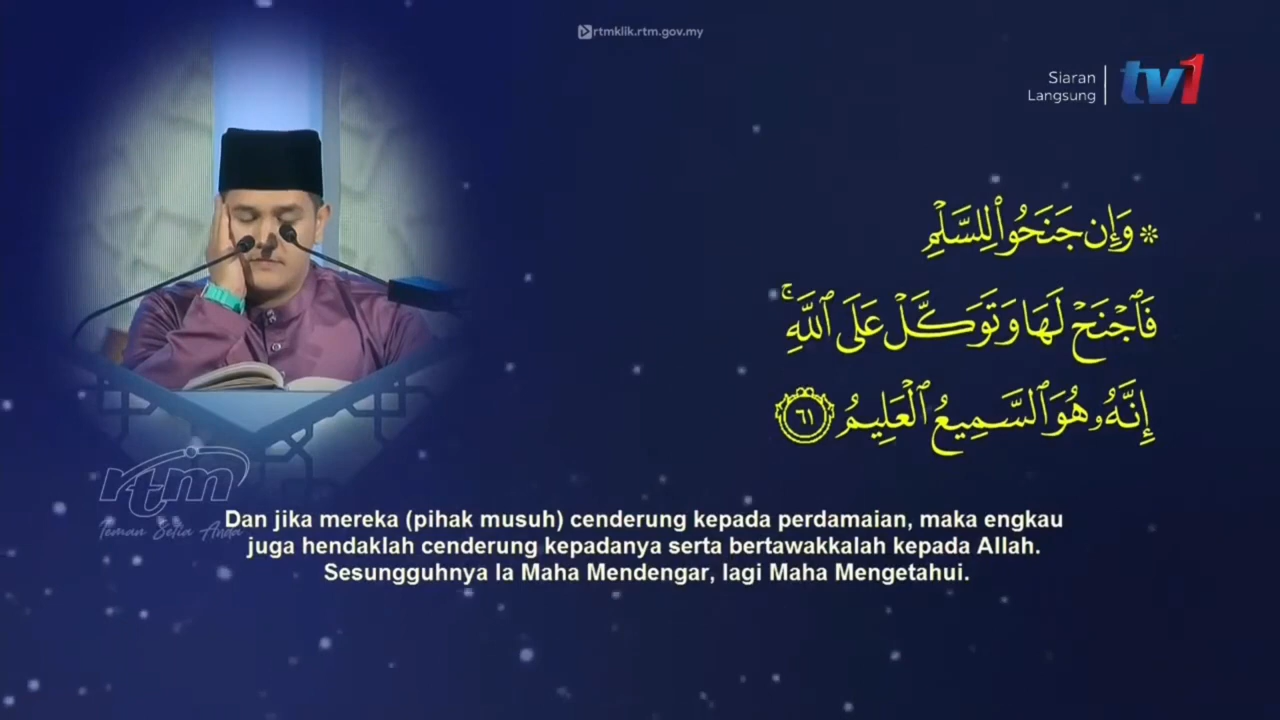 rtmklik.rtm.gov.my
Siaran
Langsung
tv1
۞ وَإِن جَنَحُوا۟ لِلسَّلْمِ
فَٱجْنَحْ لَهَا وَتَوَكَّلْ عَلَى ٱللَّهِ ۚ
إِنَّهُۥ هُوَ ٱلسَّمِيعُ ٱلْعَلِيمُ ٦١
rtm
Teman Setia Anda
Dan jika mereka (pihak musuh) cenderung kepada perdamaian, maka engkau
juga hendaklah cenderung kepadanya serta bertawakkalah kepada Allah.
Sesungguhnya Ia Maha Mendengar, lagi Maha Mengetahui.